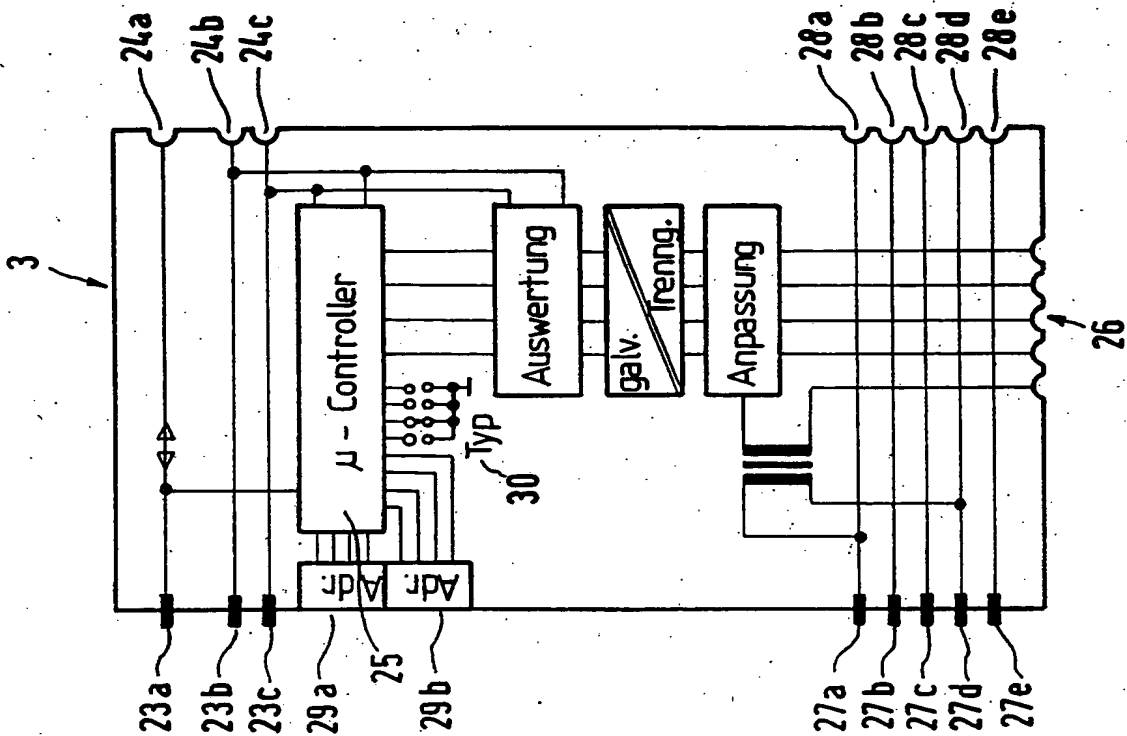 3
24a
24b
24c
28a
28b
28c
28d
28e
µ - Controller
Auswertung
galv.
Trenng.
Anpassung
Typ
30
26
Adr.
Adr.
25
23a
23b
23c
29a
29b
27a
27b
27c
27d
27e